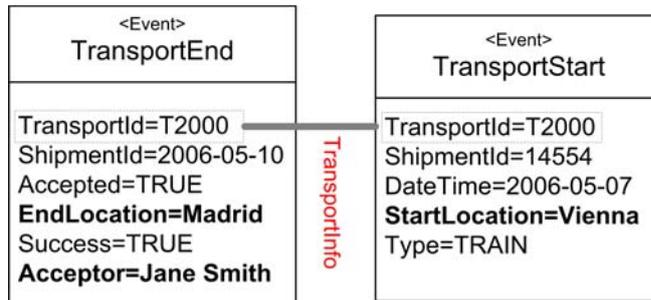 <Event>
TransportEnd
TransportId=T2000
ShipmentId=2006-05-10
Accepted=TRUE
EndLocation=Madrid
Success=TRUE
Acceptor=Jane Smith
TransportInfo
<Event>
TransportStart
TransportId=T2000
ShipmentId=14554
DateTime=2006-05-07
StartLocation=Vienna
Type=TRAIN